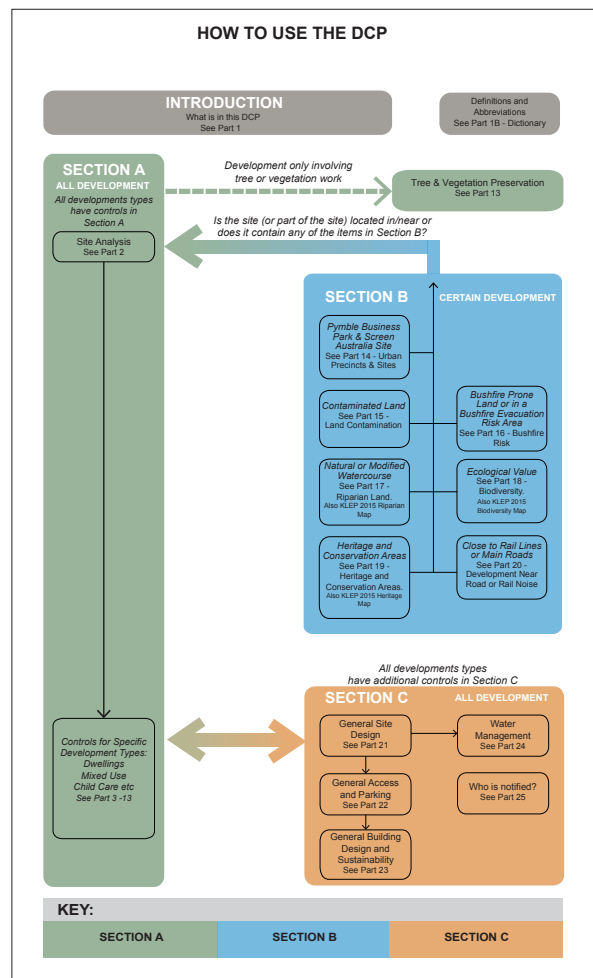 HOW TO USE THE DCP
INTRODUCTION
What is in this DCP
See Part 1
Definitions and
Abbreviations
See Part 1B - Dictionary
SECTION A
ALL DEVELOPMENT
All developments types
have controls in
Section A
Site Analysis
See Part 2
Development only involving
tree or vegetation work
Tree & Vegetation Preservation
See Part 13
Is the site (or part of the site) located in/near or
does it contain any of the items in Section B?
SECTION B
CERTAIN DEVELOPMENT
Pymble Business
Park & Screen
Australia Site
See Part 14 - Urban
Precincts & Sites
Contaminated Land
See Part 15 -
Land Contamination
Bushfire Prone
Land or in a
Bushfire Evacuation
Risk Area
See Part 16 - Bushfire
Risk
Natural or Modified
Watercourse
See Part 17 -
Riparian Land.
Also KLEP 2015 Riparian
Map
Ecological Value
See Part 18 -
Biodiversity.
Also KLEP 2015
Biodiversity Map
Heritage and
Conservation Areas
See Part 19 -
Heritage and
Conservation Areas.
Also KLEP 2015 Heritage
Map
Close to Rail Lines
or Main Roads
See Part 20 -
Development Near
Road or Rail Noise
All developments types
have additional controls in Section C
SECTION C
ALL DEVELOPMENT
General Site
Design
See Part 21
Water
Management
See Part 24
General Access
and Parking
See Part 22
Who is notified?
See Part 25
General Building
Design and
Sustainability
See Part 23
Controls for Specific
Development Types:
Dwellings
Mixed Use
Child Care etc
See Part 3 -13
KEY:
SECTION A
SECTION B
SECTION C